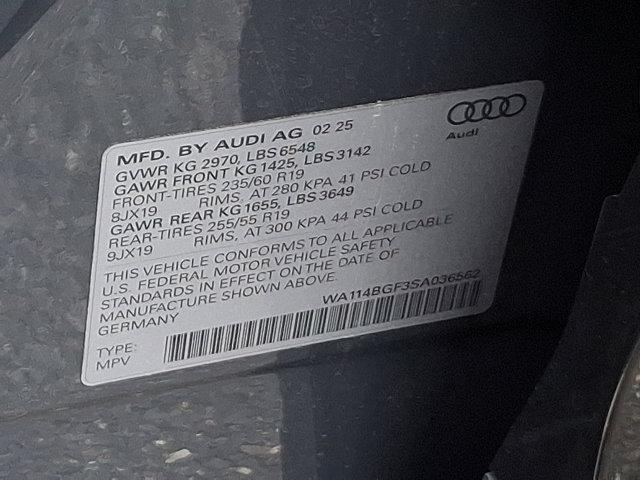 MFD. BY AUDI AG 02 25
Audi
GVWR KG 2970, LBS 6548
GAWR FRONT KG 1425, LBS 3142
FRONT-TIRES 235/60 R19
8JX19 RIMS, AT 280 KPA 41 PSI COLD
GAWR REAR KG 1655, LBS 3649
REAR-TIRES 255/55 R19
9JX19 RIMS, AT 300 KPA 44 PSI COLD
THIS VEHICLE CONFORMS TO ALL APPLICABLE
U.S. FEDERAL MOTOR VEHICLE SAFETY
STANDARDS IN EFFECT ON THE DATE OF
MANUFACTURE SHOWN ABOVE.
GERMANY WA114BGF3SA036562
TYPE:
MPV